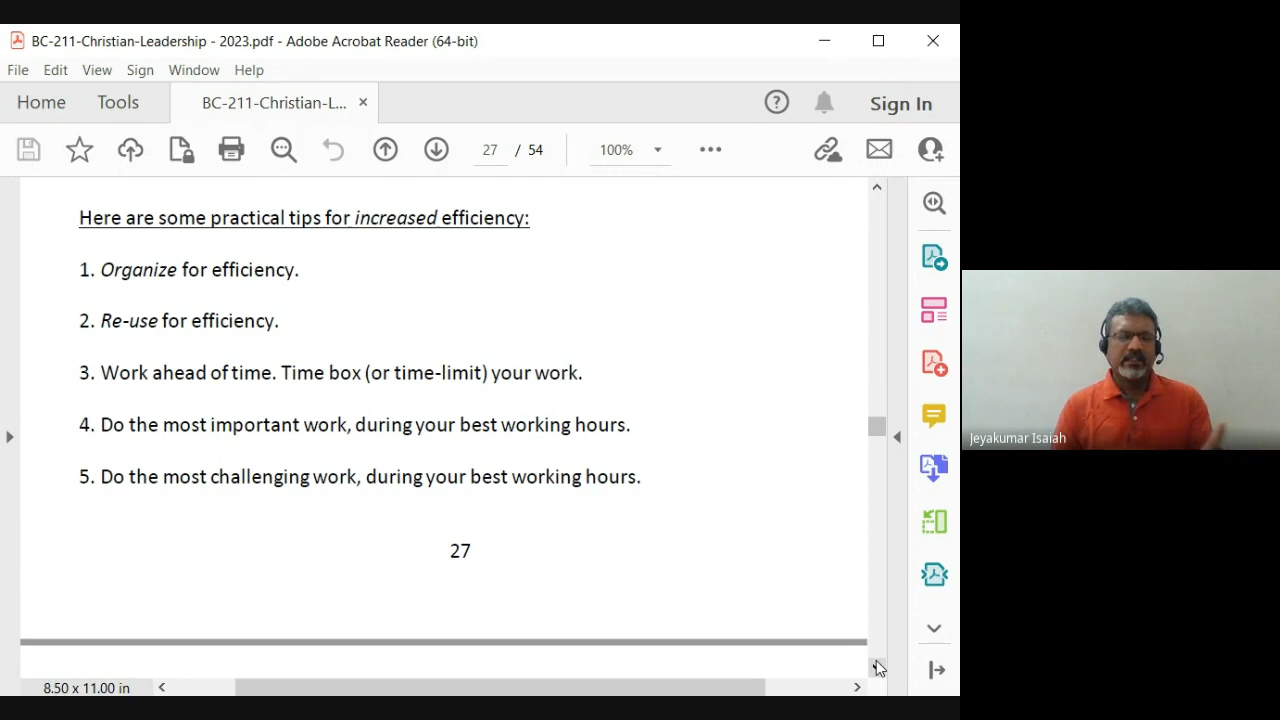 BC-211-Christian-Leadership - 2023.pdf - Adobe Acrobat Reader (64-bit)
File Edit View Sign Window Help
Home Tools BC-211-Christian-L... × Sign In
27 / 54 100%
Here are some practical tips for increased efficiency:
1. Organize for efficiency.
2. Re-use for efficiency.
3. Work ahead of time. Time box (or time-limit) your work.
4. Do the most important work, during your best working hours.
5. Do the most challenging work, during your best working hours.
27
8.50 x 11.00 in
Jeyakumar Isaiah